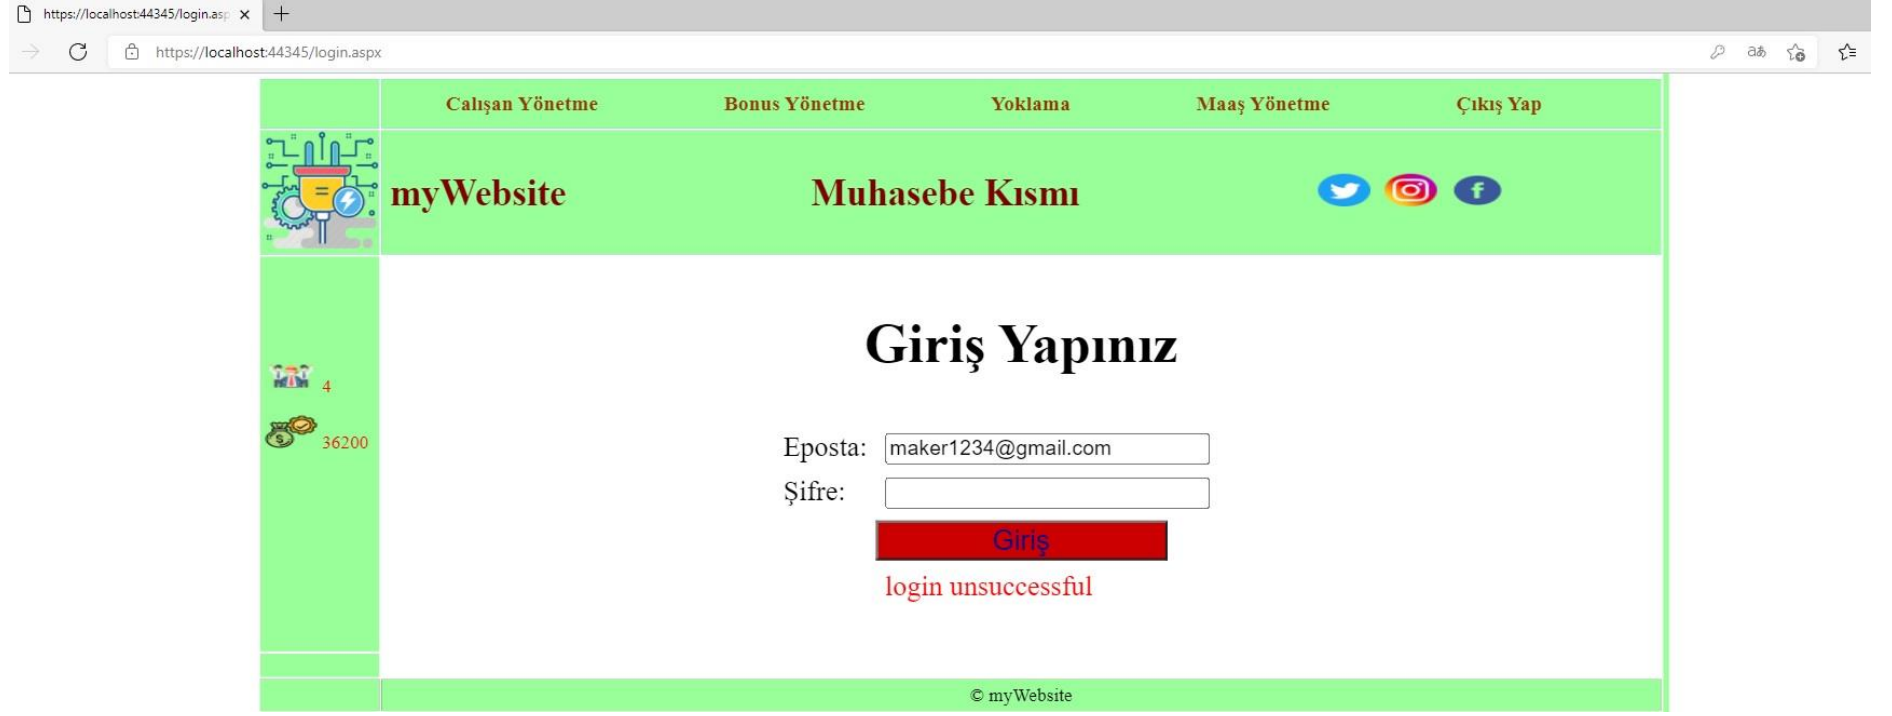 https://localhost:44345/login.asp
https://localhost:44345/login.aspx
Calışan Yönetme Bonus Yönetme Yoklama Maaş Yönetme Çıkış Yap
myWebsite Muhasebe Kısmı
Giriş Yapınız
4
36200
Eposta: maker1234@gmail.com
Şifre:
Giriş
login unsuccessful
© myWebsite